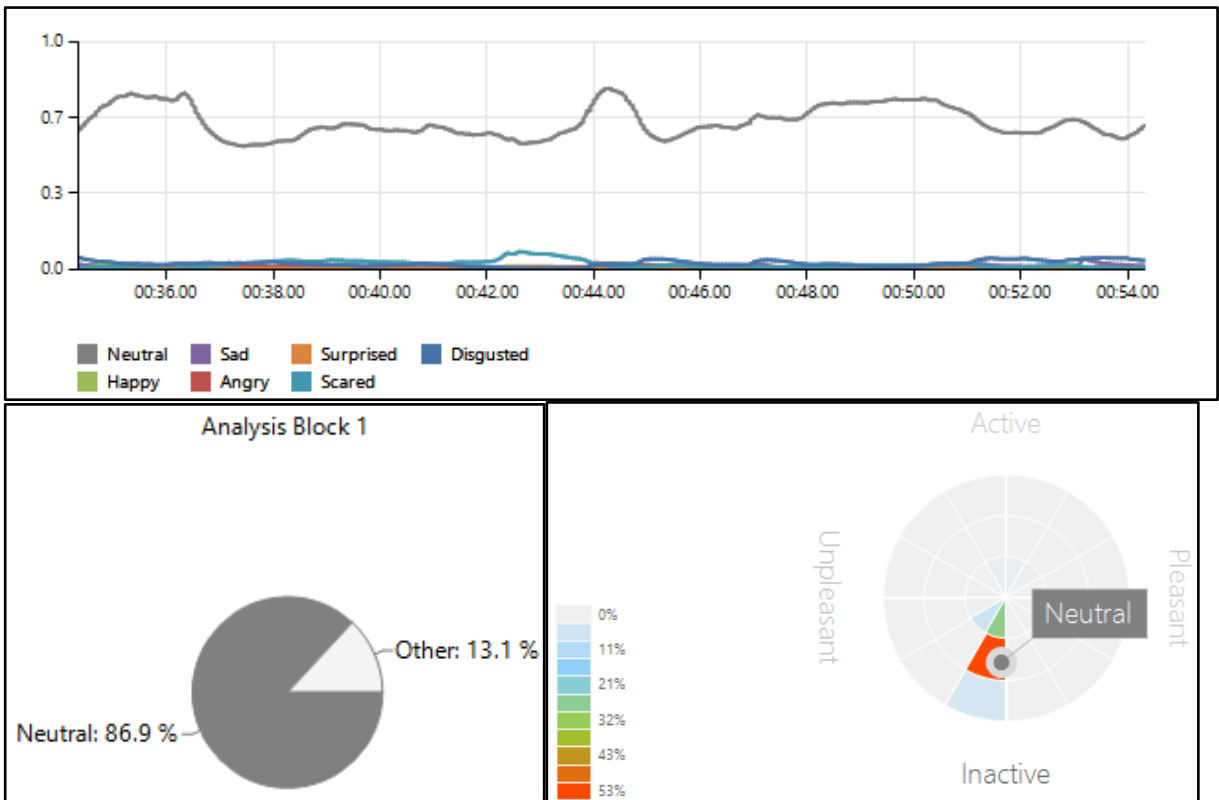 1.0
0.7
0.3
0.0
00:36.00 00:38.00 00:40.00 00:42.00 00:44.00 00:46.00 00:48.00 00:50.00 00:52.00 00:54.00
Neutral Sad Surprised Disgusted
Happy Angry Scared
Analysis Block 1
Other: 13.1 %
Neutral: 86.9 %
Active
Unpleasant
Pleasant
Neutral
Inactive
0%
11%
21%
32%
43%
53%